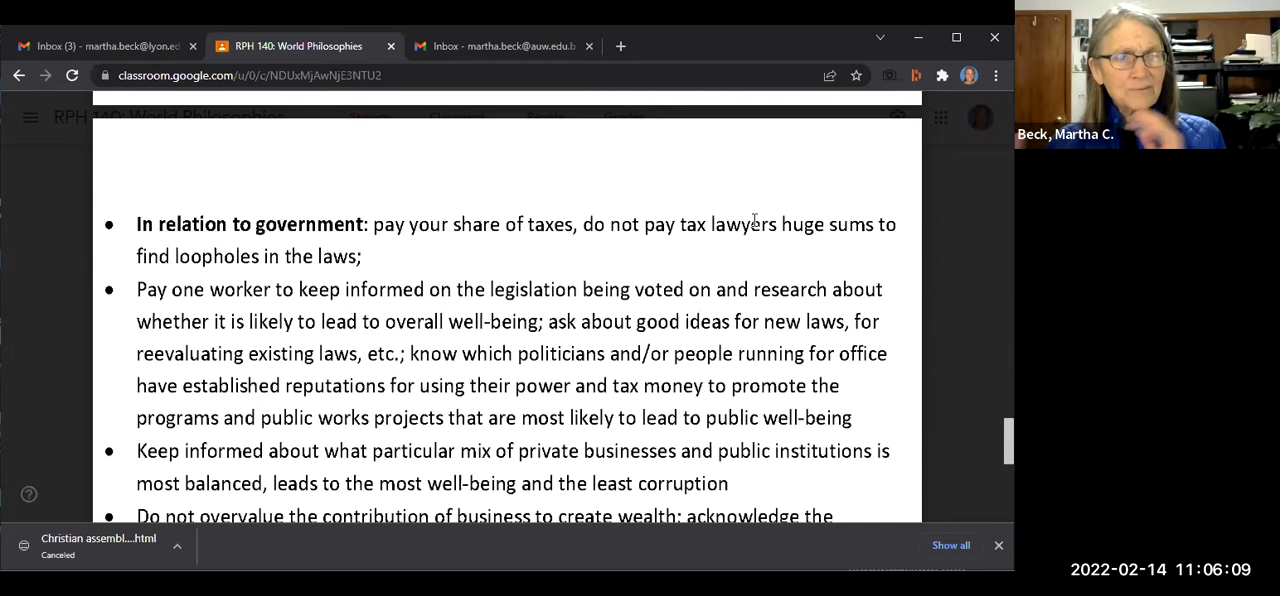 Inbox (3) - martha.beck@lyon.ed
RPH 140: World Philosophies
Inbox - martha.beck@auw.edu.b
classroom.google.com/u/0/c/NDUxMjAwNjE3NTU2/
RPH 140: World Philosophies
Beck, Martha C.
• In relation to government: pay your share of taxes, do not pay tax lawyers huge sums to
find loopholes in the laws;
• Pay one worker to keep informed on the legislation being voted on and research about
whether it is likely to lead to overall well-being; ask about good ideas for new laws, for
reevaluating existing laws, etc.; know which politicians and/or people running for office
have established reputations for using their power and tax money to promote the
programs and public works projects that are most likely to lead to public well-being
• Keep informed about what particular mix of private businesses and public institutions is
most balanced, leads to the most well-being and the least corruption
• Do not overvalue the contribution of business to create wealth; acknowledge the
Christian assembl....html
Canceled
Show all
2022-02-14 11:06:09